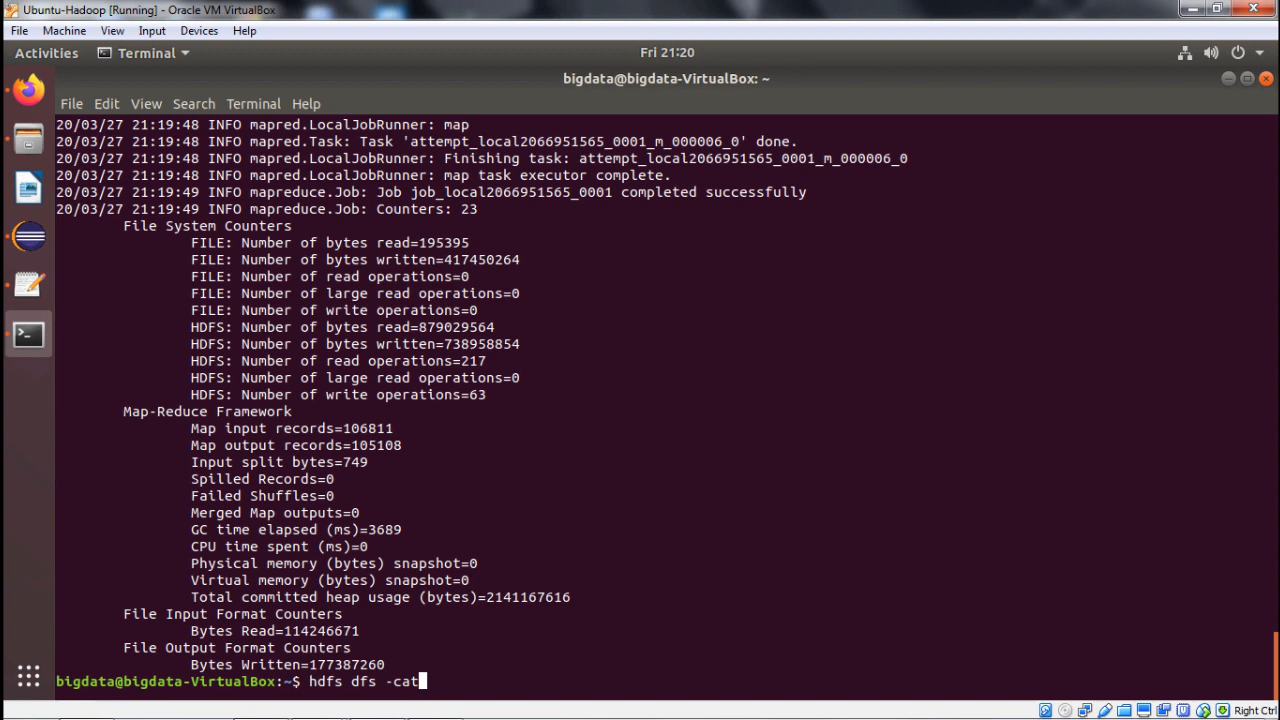 Ubuntu-Hadoop [Running] - Oracle VM VirtualBox
File Machine View Input Devices Help
Activities Terminal Fri 21:20
bigdata@bigdata-VirtualBox: ~
File Edit View Search Terminal Help
20/03/27 21:19:48 INFO mapred.LocalJobRunner: map
20/03/27 21:19:48 INFO mapred.Task: Task 'attempt_local2066951565_0001_m_000006_0' done.
20/03/27 21:19:48 INFO mapred.LocalJobRunner: Finishing task: attempt_local2066951565_0001_m_000006_0
20/03/27 21:19:48 INFO mapred.LocalJobRunner: map task executor complete.
20/03/27 21:19:49 INFO mapreduce.Job: Job job_local2066951565_0001 completed successfully
20/03/27 21:19:49 INFO mapreduce.Job: Counters: 23
File System Counters
FILE: Number of bytes read=195395
FILE: Number of bytes written=417450264
FILE: Number of read operations=0
FILE: Number of large read operations=0
FILE: Number of write operations=0
HDFS: Number of bytes read=879029564
HDFS: Number of bytes written=738958854
HDFS: Number of read operations=217
HDFS: Number of large read operations=0
HDFS: Number of write operations=63
Map-Reduce Framework
Map input records=106811
Map output records=105108
Input split bytes=749
Spilled Records=0
Failed Shuffles=0
Merged Map outputs=0
GC time elapsed (ms)=3689
CPU time spent (ms)=0
Physical memory (bytes) snapshot=0
Virtual memory (bytes) snapshot=0
Total committed heap usage (bytes)=2141167616
File Input Format Counters
Bytes Read=114246671
File Output Format Counters
Bytes Written=177387260
bigdata@bigdata-VirtualBox:~$ hdfs dfs -cat
Right Ctrl